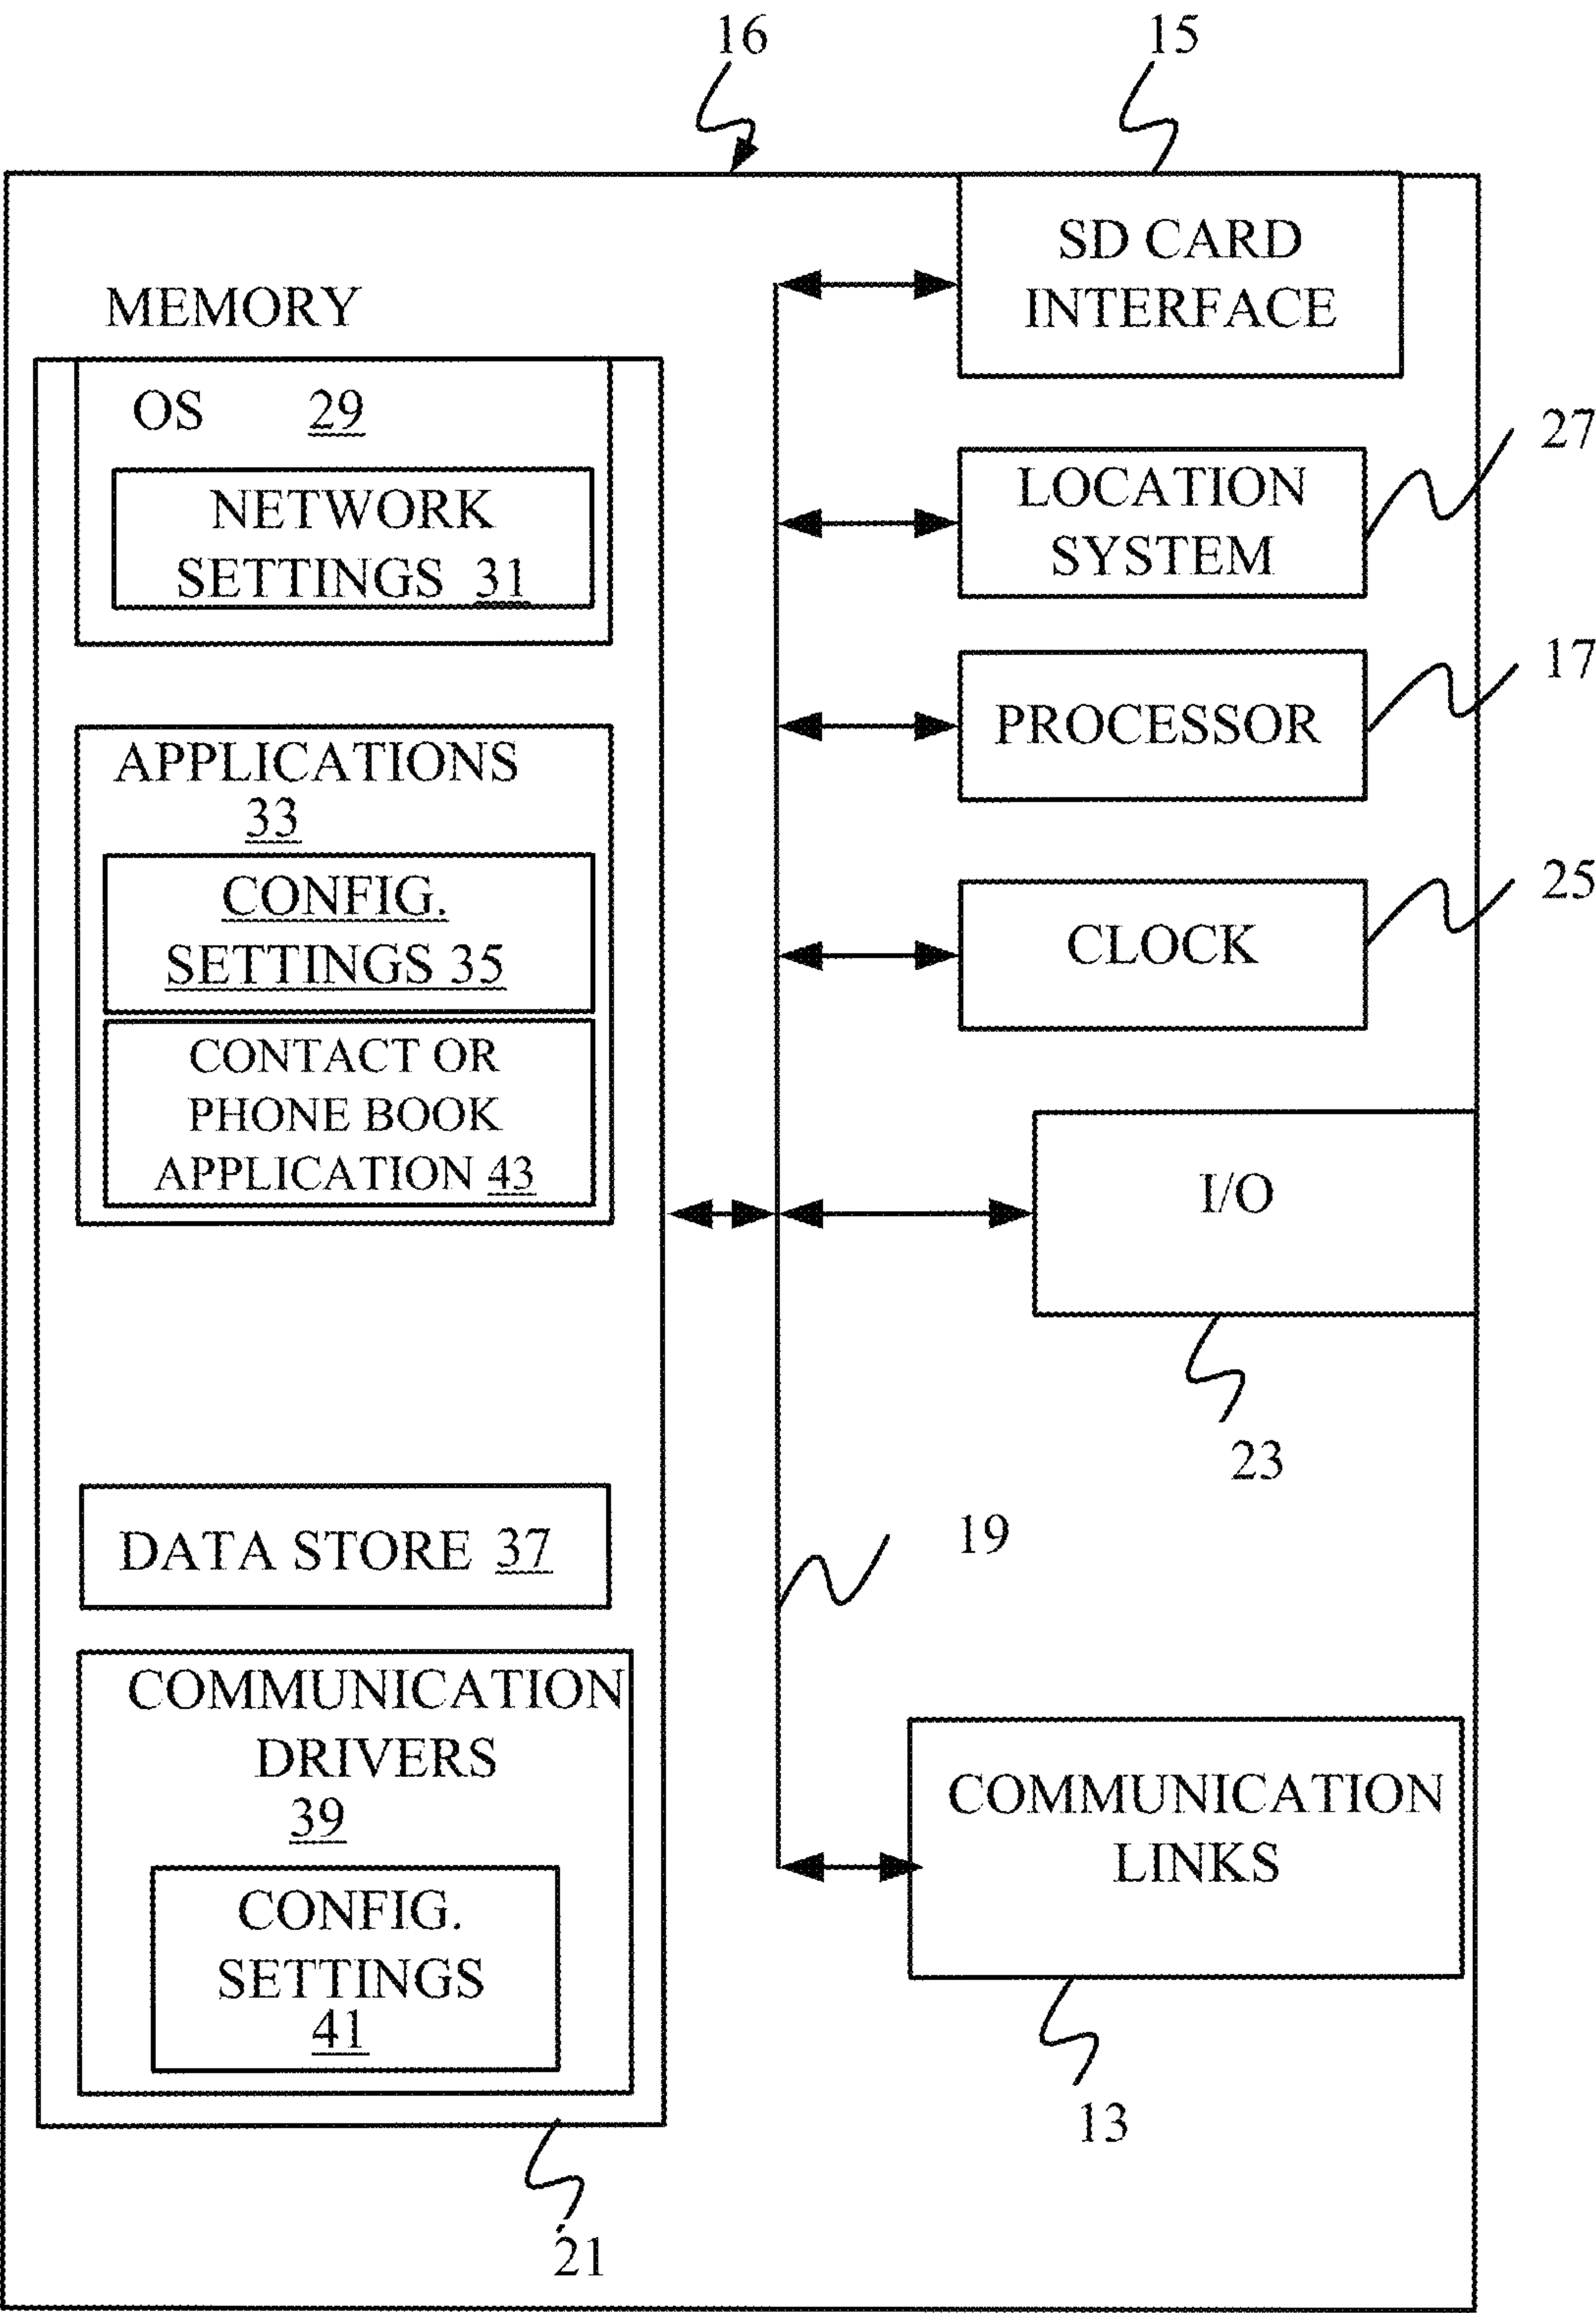 16
15
SD CARD
INTERFACE
MEMORY
OS 29
NETWORK
SETTINGS 31
27
LOCATION
SYSTEM
17
PROCESSOR
APPLICATIONS
33
CONFIG.
SETTINGS 35
25
CLOCK
CONTACT OR
PHONE BOOK
APPLICATION 43
I/O
23
19
DATA STORE 37
COMMUNICATION
DRIVERS
39
CONFIG.
SETTINGS
41
COMMUNICATION
LINKS
13
21